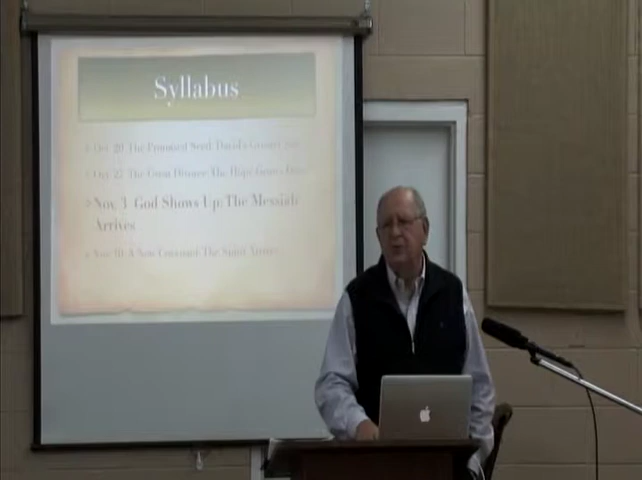 Syllabus
Oct 20 The Promised Seed: David's Greater Son
Oct 27 The Great Divorce: The Hope
Nov. 3 God Shows Up: The Messiah
Arrives
Nov 10 A New Covenant: The Spirit Arrives